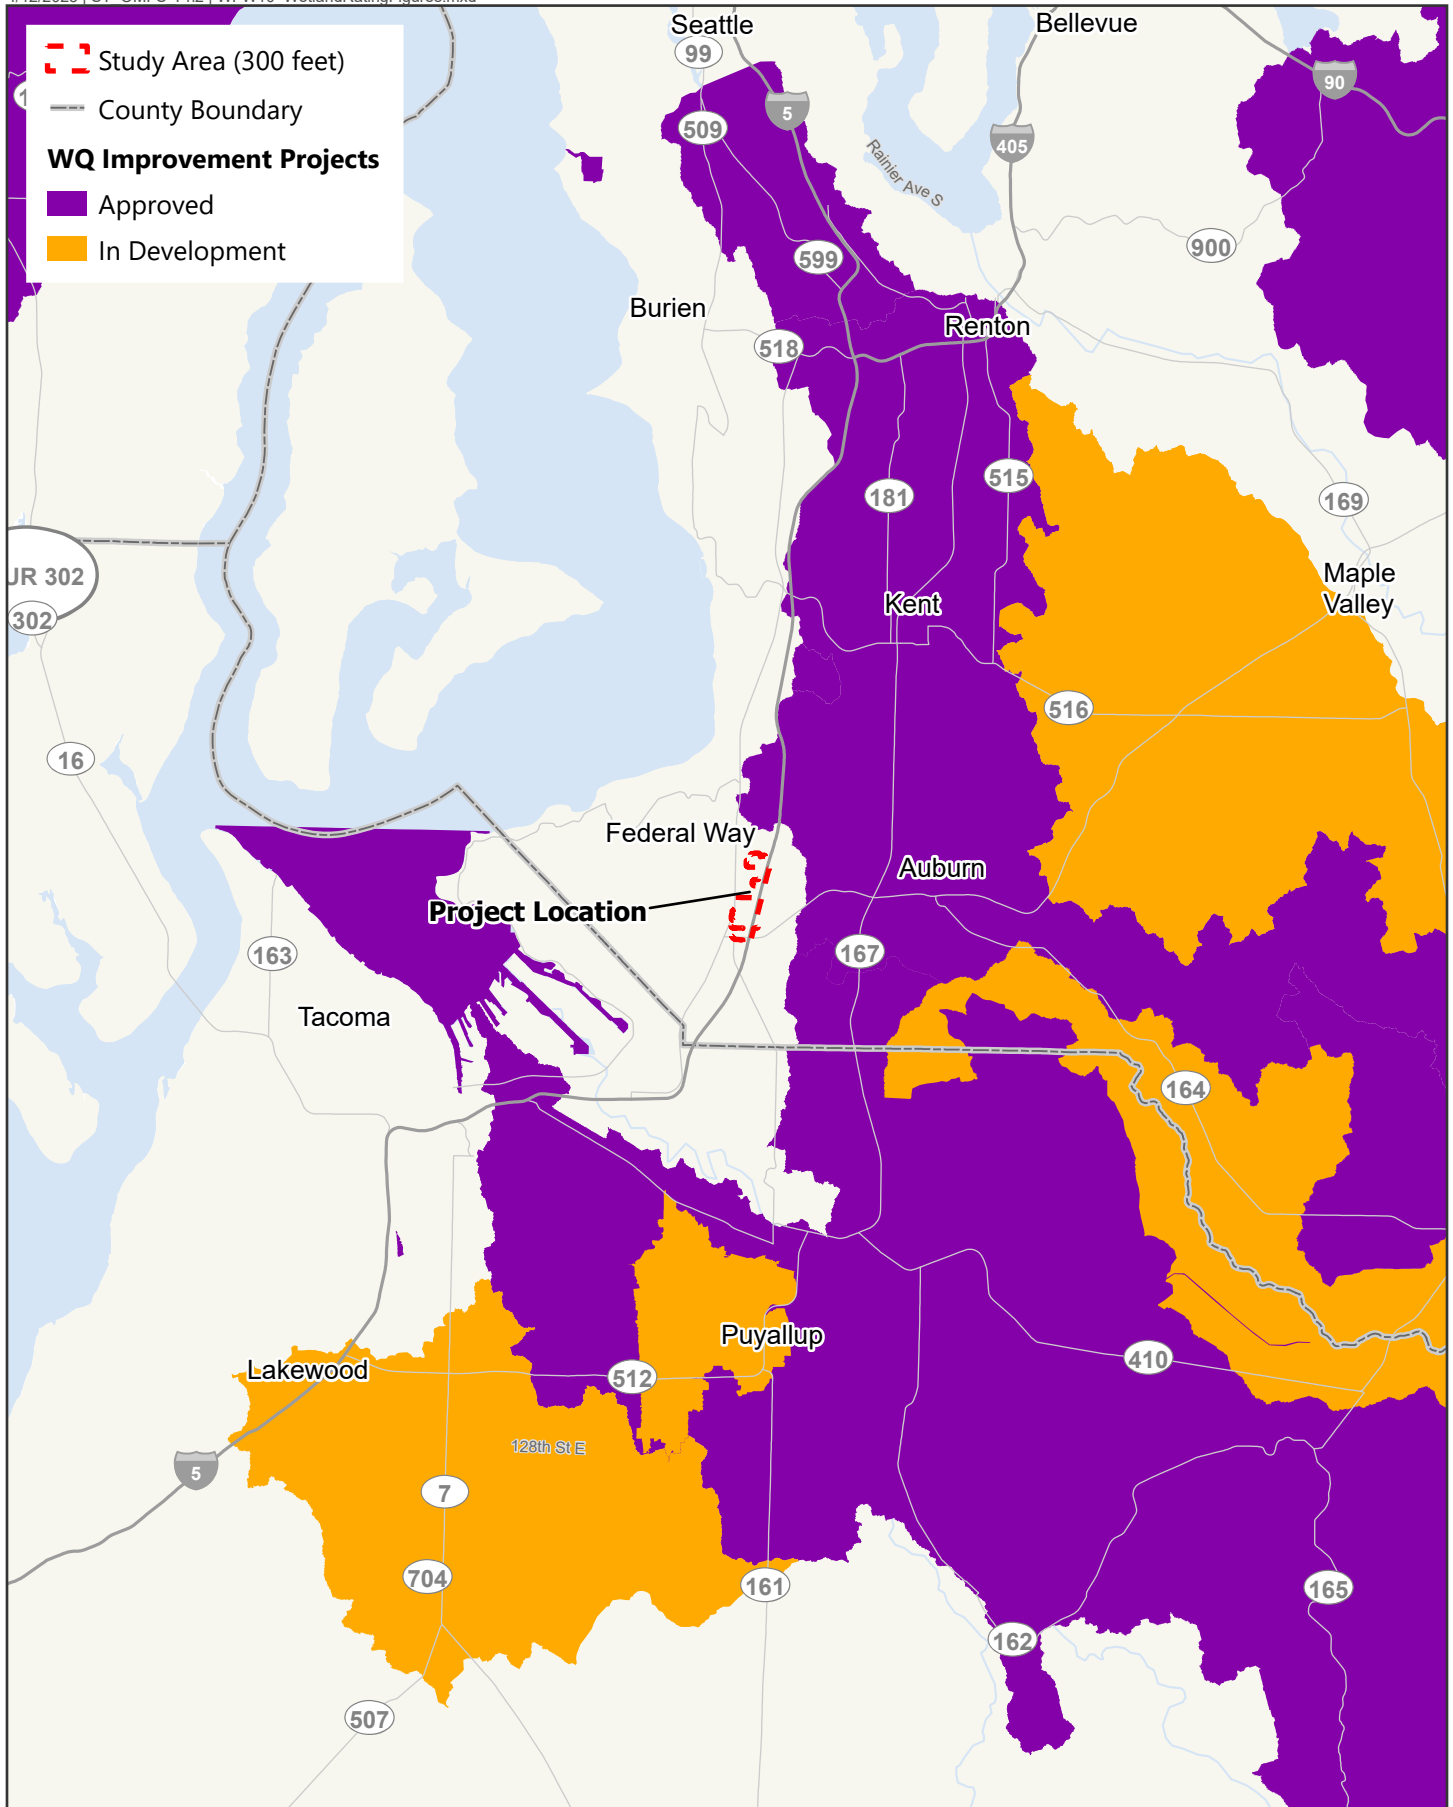 Study Area (300 feet)
County Boundary
WQ Improvement Projects
Approved
In Development
Seattle
Bellevue
99
5
90
509
405
Rainier Ave S
900
599
Burien
Renton
518
515
181
169
JR 302
302
Maple
Valley
Kent
516
16
Federal Way
Auburn
Project Location
163
167
Tacoma
164
Puyallup
410
Lakewood
512
128th St E
5
7
704
161
165
162
507